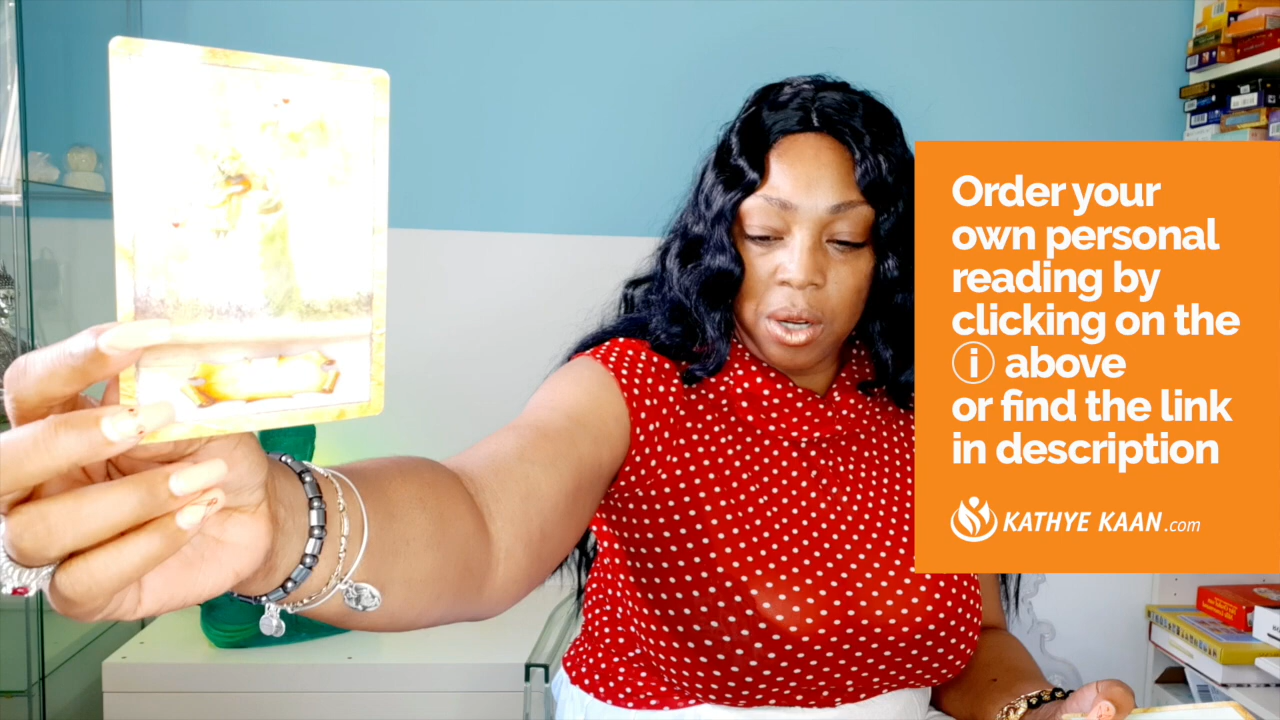 Order your
own personal
reading by
clicking on the
ⓘ above
or find the link
in description
KATHYE KAAN.com